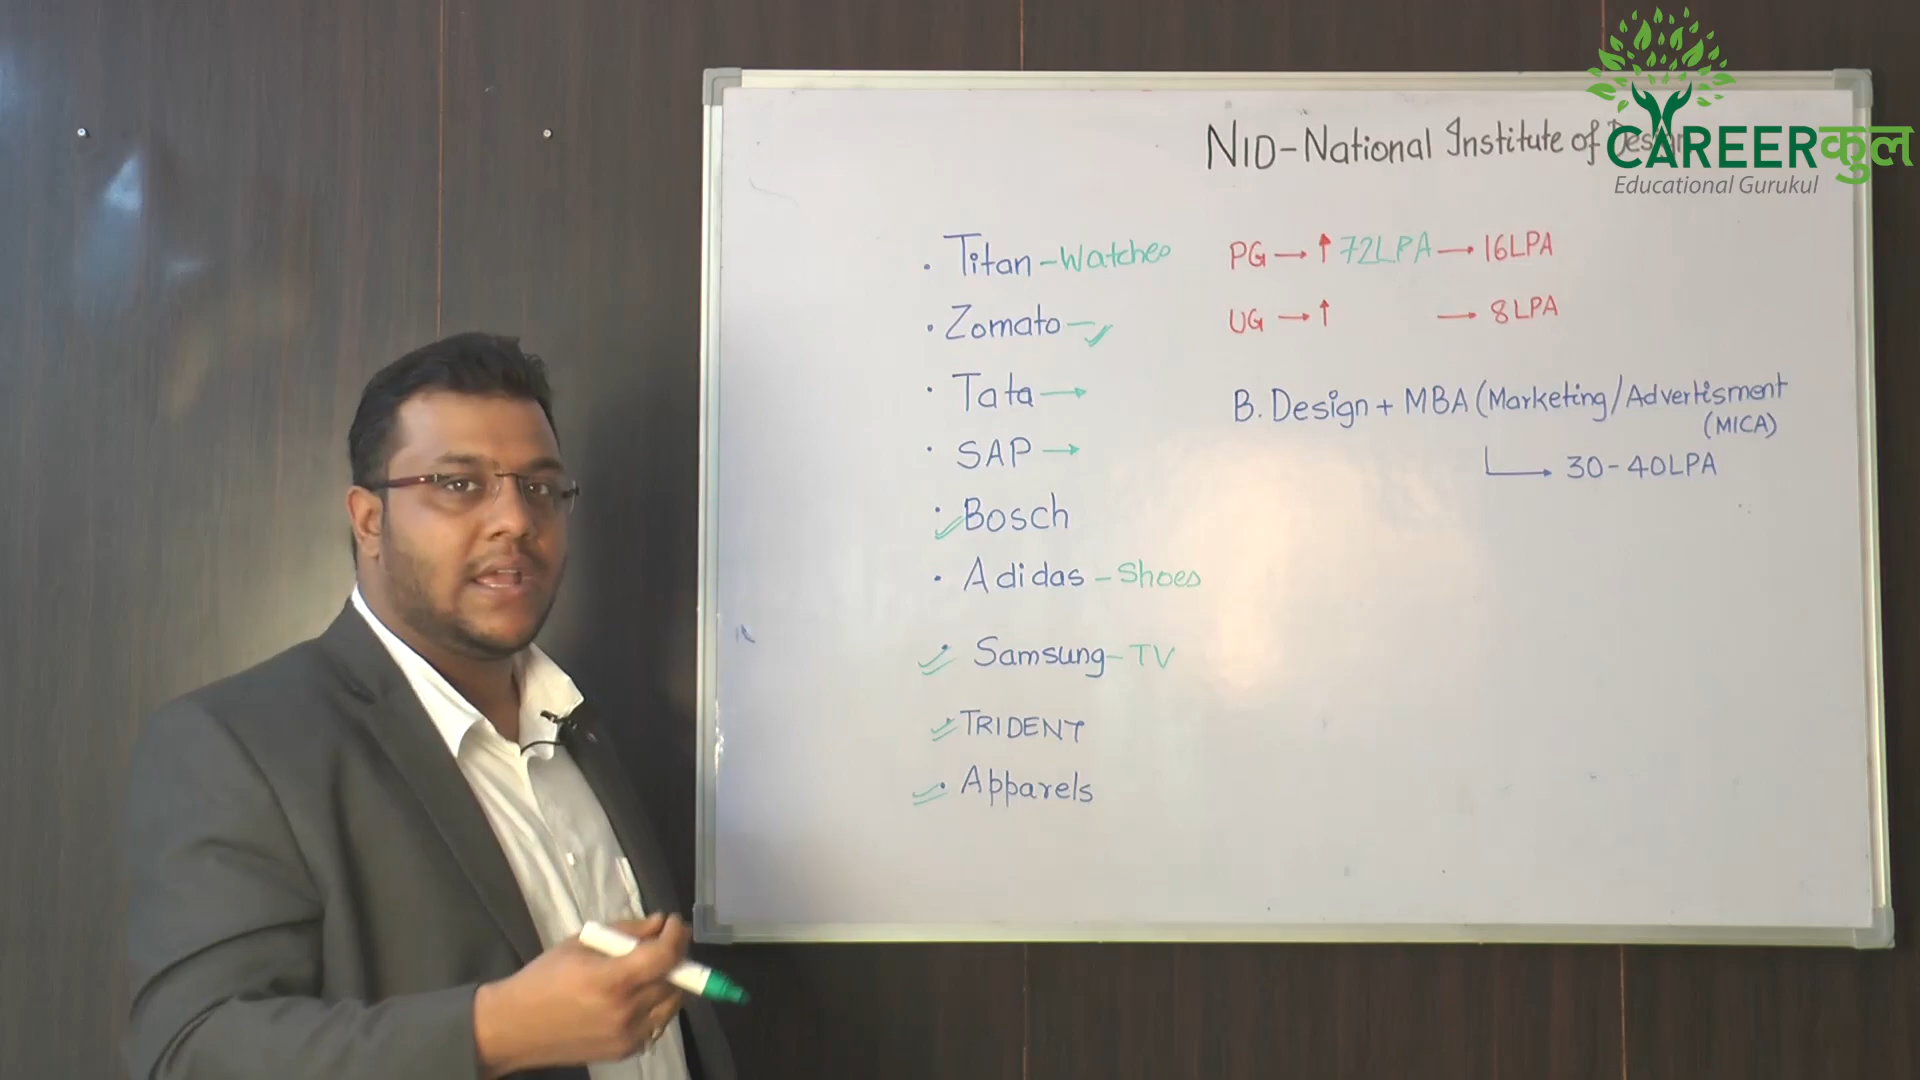 NID-National Institute of Design
CAREERकुल
Educational Gurukul
• Titan-Watches
• Zomato-
• Tata →
• SAP →
• Bosch
• Adidas - Shoes
• Samsung-TV
• TRIDENT
• Apparels
PG → ↑ 72LPA → 16LPA
UG → ↑ → 8LPA
B. Design + MBA (Marketing/Advertisment
(MICA)
30-40LPA